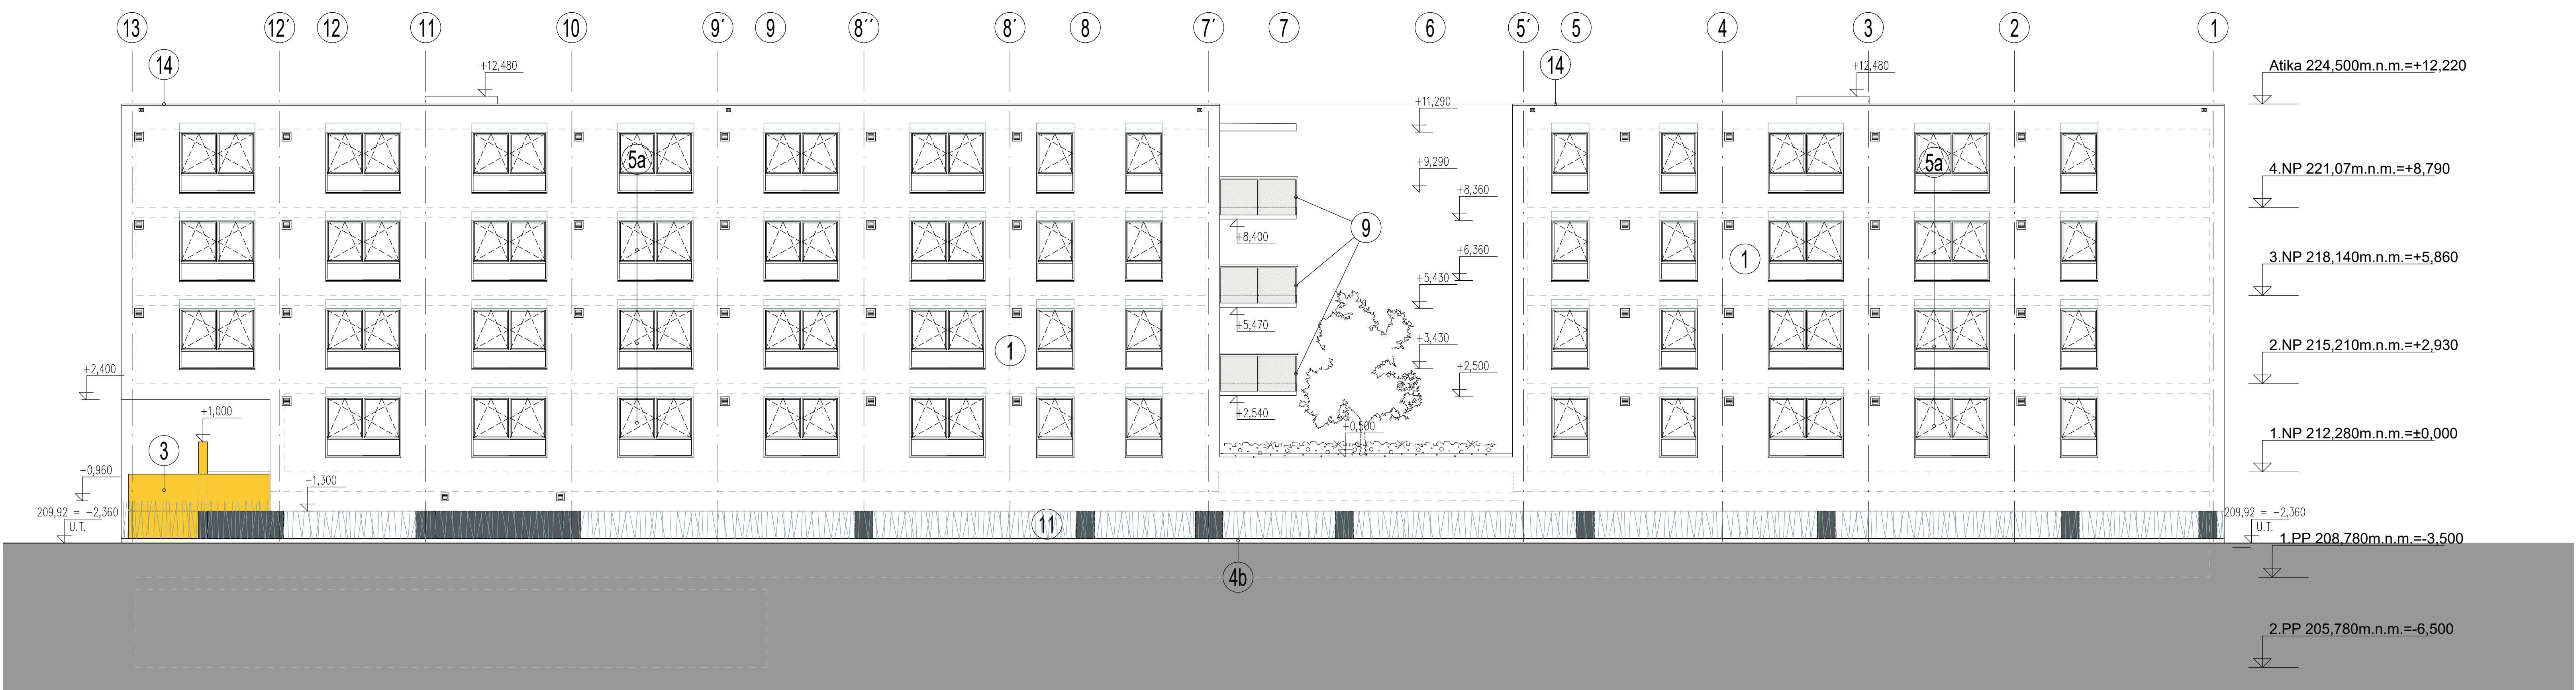 13 12′ 12 11 10 9′ 9 8′′ 8′ 8 7′ 7 6 5′ 5 4 3 2 1
14
+12,480
14
+12,480
Atika 224,500m.n.m.=+12,220
+11,290
5a
+9,290
5a
4.NP 221,07m.n.m.=+8,790
+8,360
9
+8,400
1
3.NP 218,140m.n.m.=+5,860
+6,360
+5,430
+5,470
1
+3,430
2.NP 215,210m.n.m.=+2,930
+2,400
+2,500
+1,000
+2,540
+0,500
1.NP 212,280m.n.m.=±0,000
3
-0,960
-1,300
209,92 = -2,360
U.T.
11
209,92 = -2,360
U.T.
1.PP 208,780m.n.m.=-3,500
4b
2.PP 205,780m.n.m.=-6,500